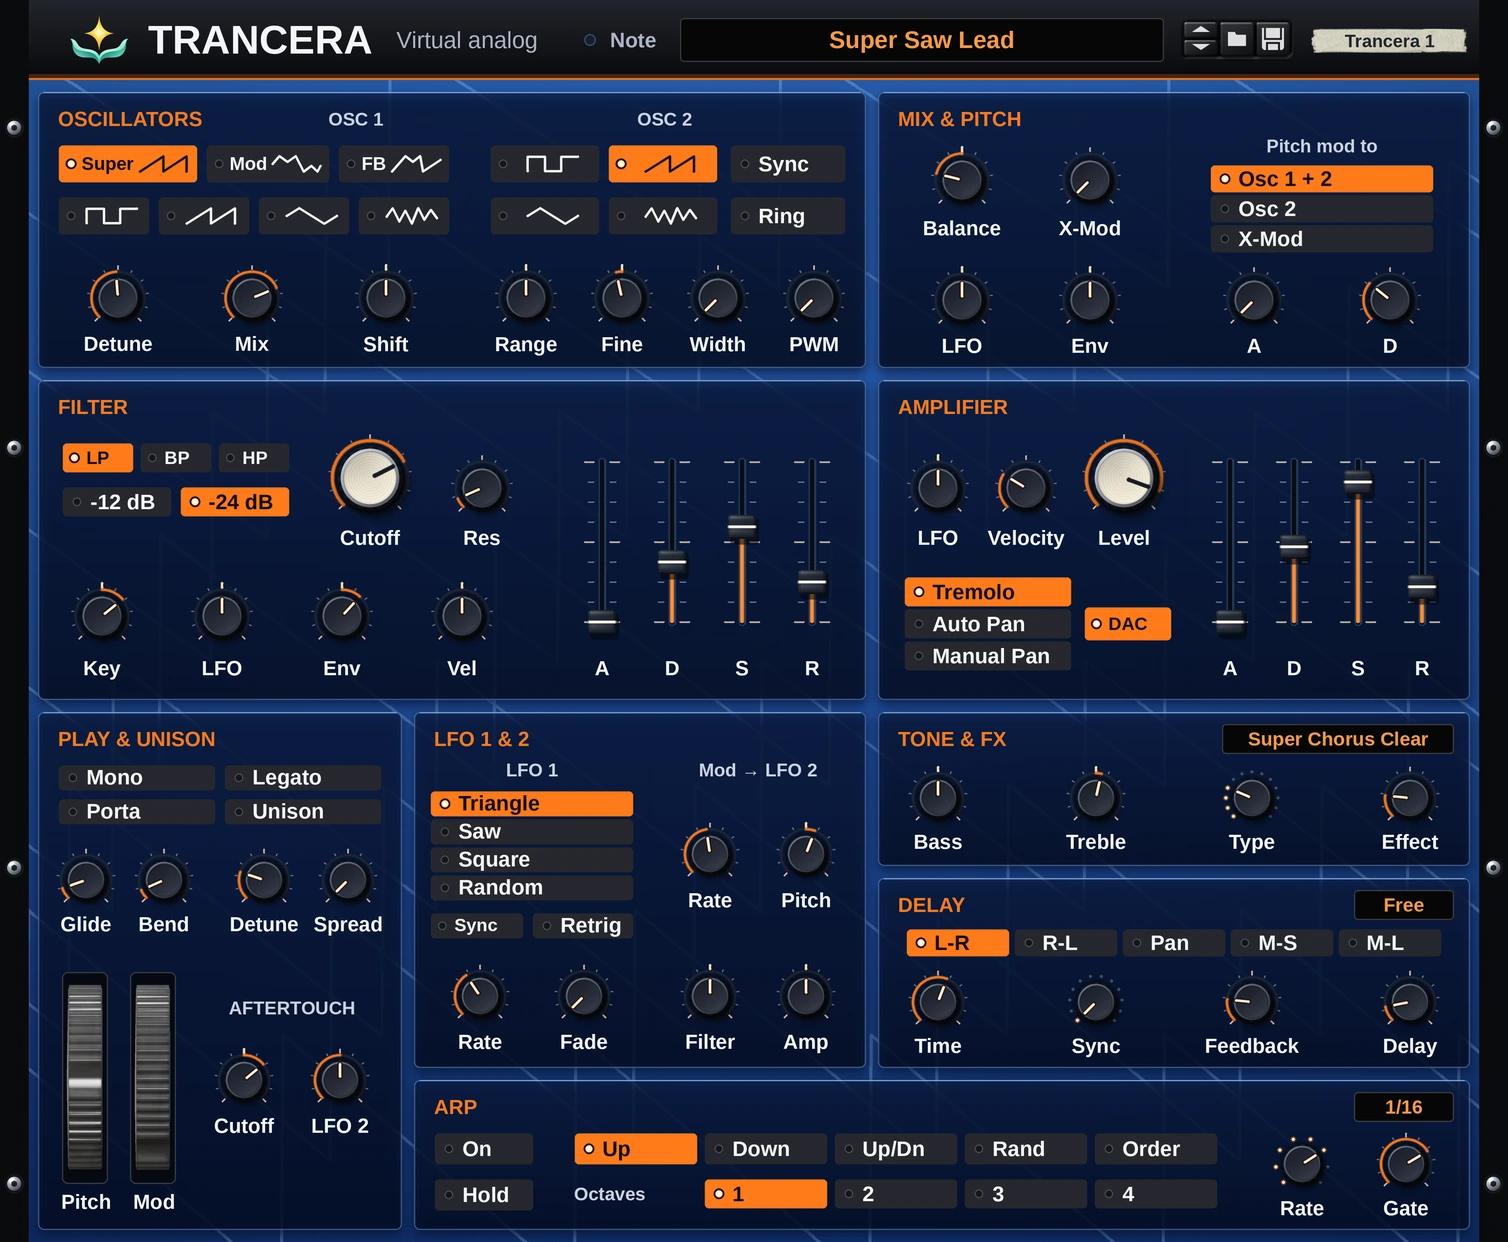 TRANCERA Virtual analog Note Super Saw Lead Trancera 1
OSCILLATORS OSC 1 OSC 2
Super Mod FB Sync
Ring
Detune Mix Shift Range Fine Width PWM
MIX & PITCH
Pitch mod to
Osc 1 + 2
Osc 2
X-Mod
Balance X-Mod
LFO Env A D
FILTER
LP BP HP
-12 dB -24 dB
Cutoff Res
Key LFO Env Vel A D S R
AMPLIFIER
LFO Velocity Level
Tremolo
Auto Pan DAC
Manual Pan
A D S R
PLAY & UNISON
Mono Legato
Porta Unison
Glide Bend Detune Spread
AFTERTOUCH
Cutoff LFO 2
Pitch Mod
LFO 1 & 2
LFO 1 Mod → LFO 2
Triangle
Saw
Square
Random
Sync Retrig
Rate Pitch
Rate Fade Filter Amp
TONE & FX Super Chorus Clear
Bass Treble Type Effect
DELAY Free
L-R R-L Pan M-S M-L
Time Sync Feedback Delay
ARP 1/16
On Up Down Up/Dn Rand Order
Hold Octaves 1 2 3 4
Rate Gate